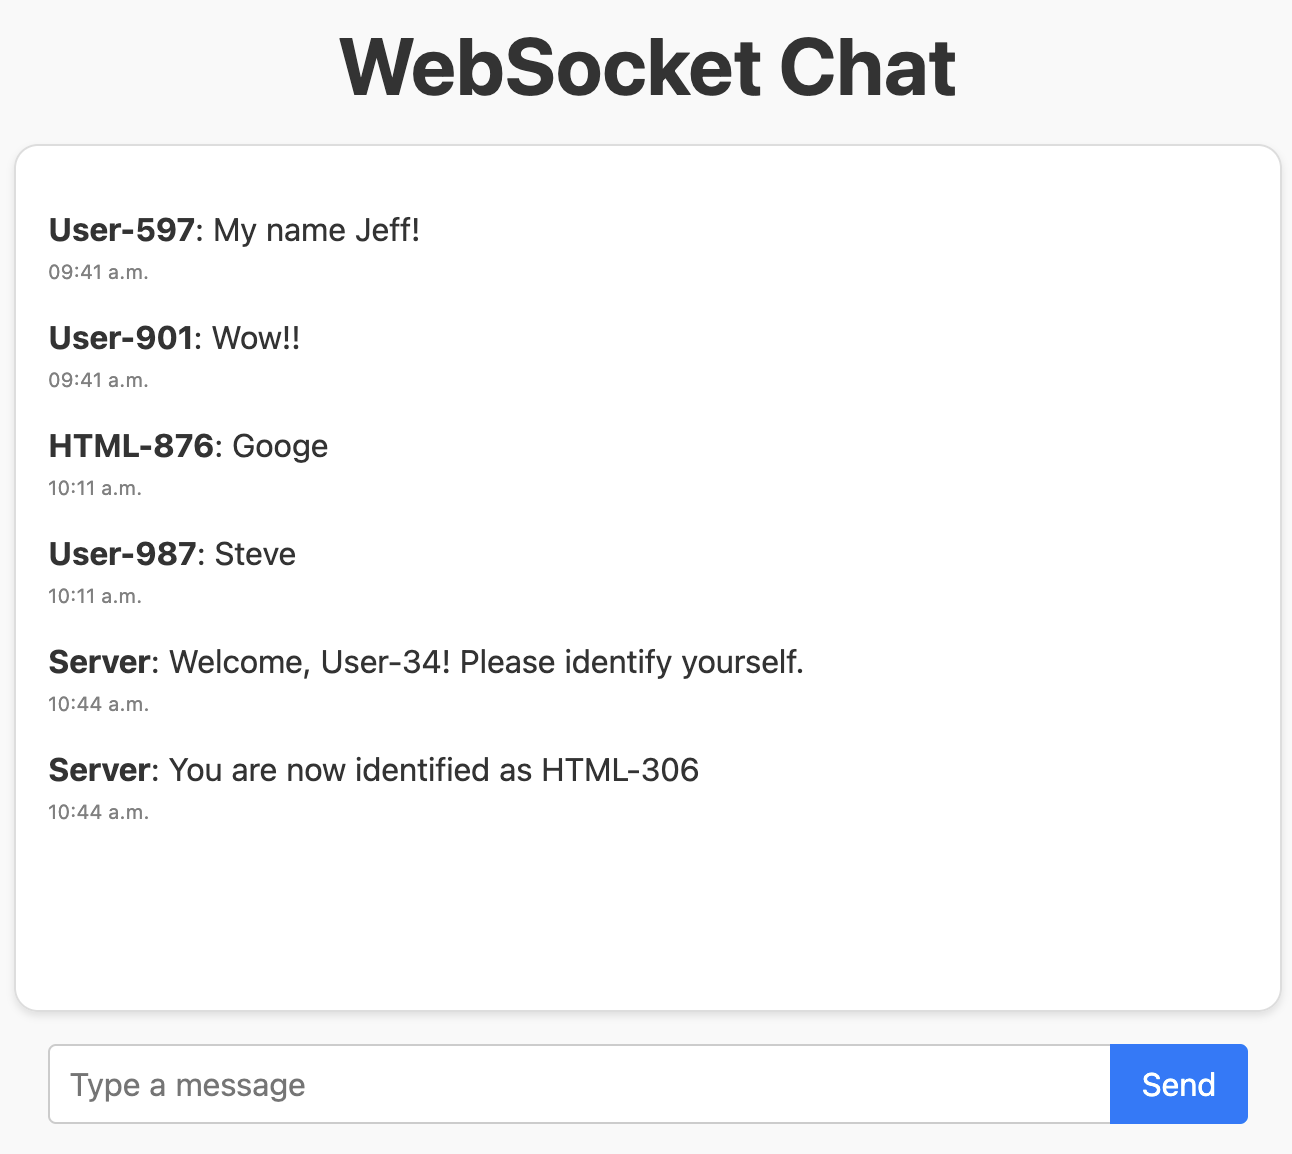 WebSocket Chat
User-597: My name Jeff!
09:41 a.m.
User-901: Wow!!
09:41 a.m.
HTML-876: Googe
10:11 a.m.
User-987: Steve
10:11 a.m.
Server: Welcome, User-34! Please identify yourself.
10:44 a.m.
Server: You are now identified as HTML-306
10:44 a.m.
Type a message
Send